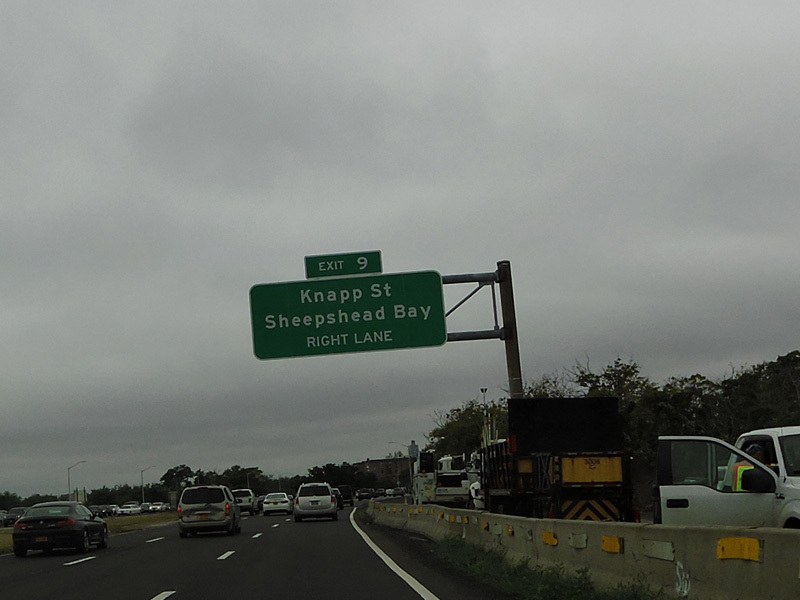 EXIT 9
Knapp St
Sheepshead Bay
RIGHT LANE